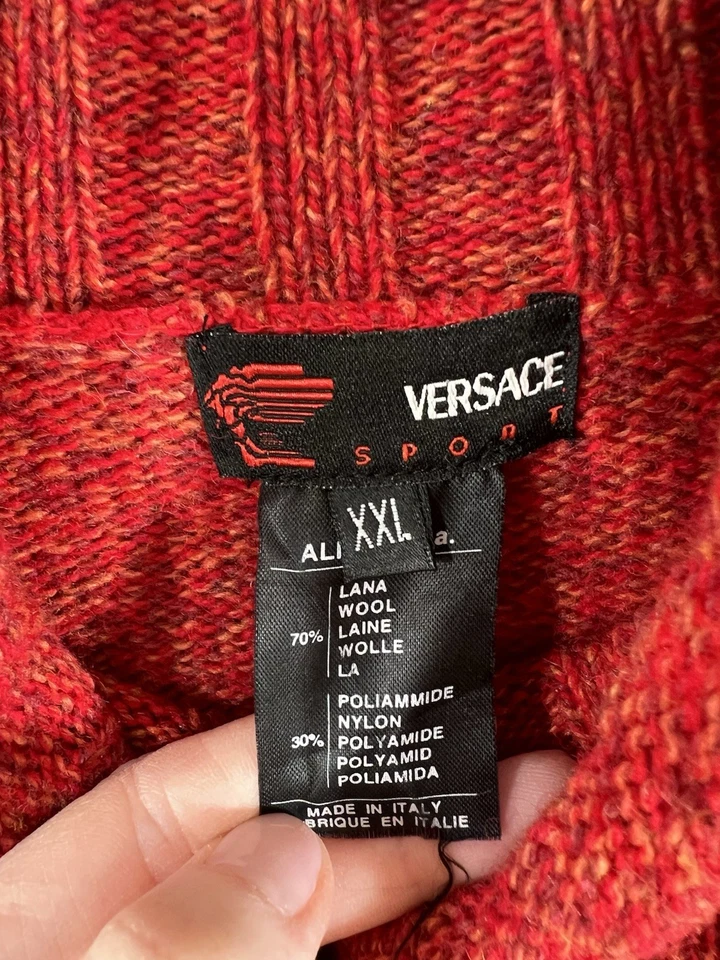 VERSACE
SPORT
XXL
70%
LANA
WOOL
LAINE
WOLLE
LA
30%
POLIAMMIDE
NYLON
POLYAMIDE
POLYAMID
POLIAMIDA
MADE IN ITALY
BRIQUE EN ITALIE